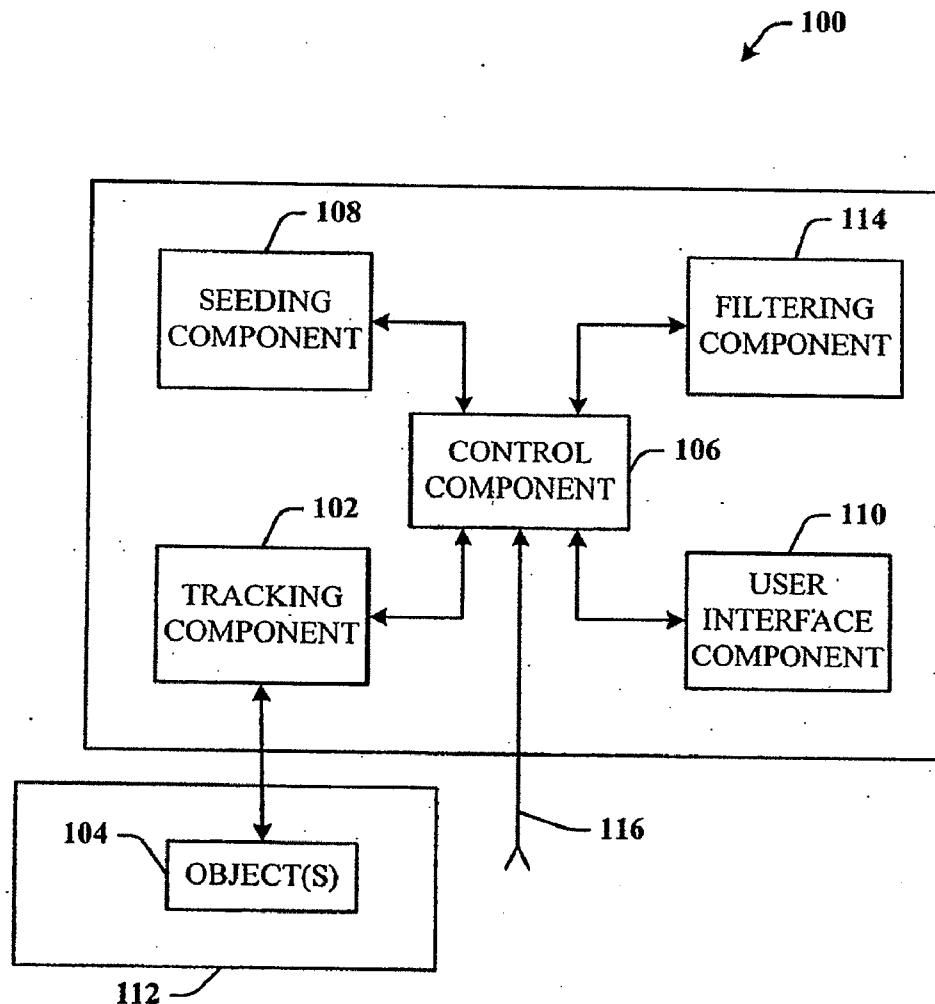 100
108
114
SEEDING
COMPONENT
FILTERING
COMPONENT
CONTROL
COMPONENT
106
102
110
TRACKING
COMPONENT
USER
INTERFACE
COMPONENT
104
OBJECT(S)
116
112